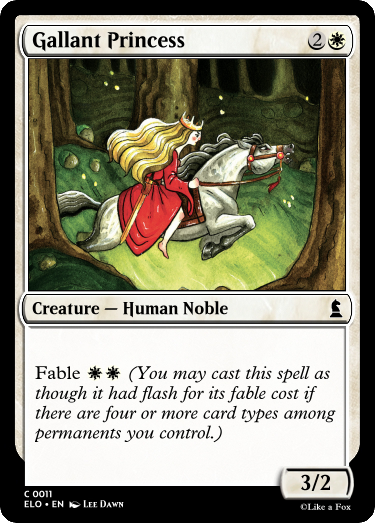 Gallant Princess 2
Creature — Human Noble
Fable (You may cast this spell as
though it had flash for its fable cost if
there are four or more card types among
permanents you control.)
3/2
C 0011
ELO • EN Lee Dawn
©Like a Fox